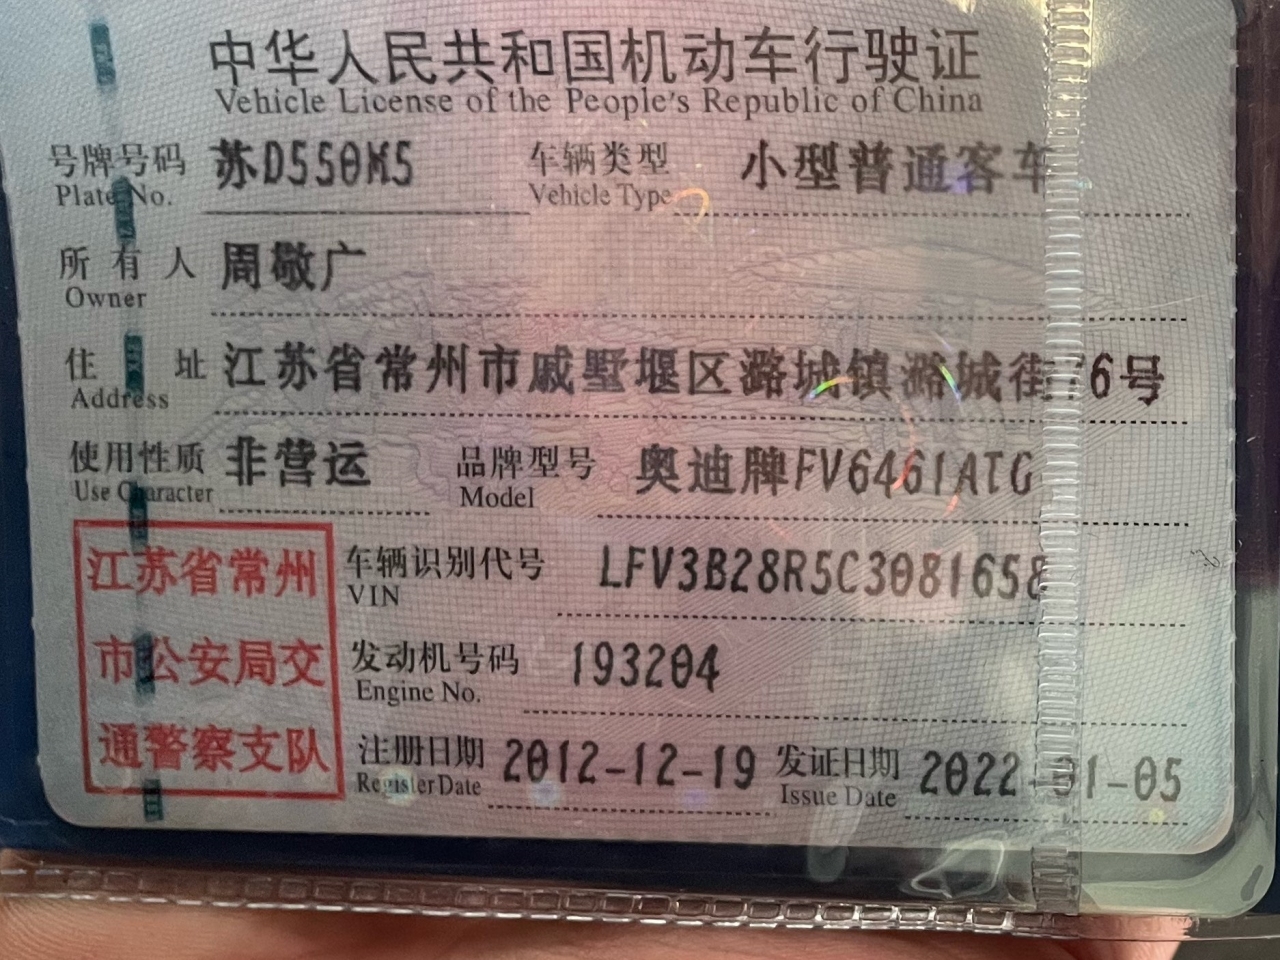 中华人民共和国机动车行驶证
Vehicle License of the People's Republic of China
号牌号码 苏D550M5 车辆类型 小型普通客车
Plate No. Vehicle Type
所有人 周敬广
Owner
住址 江苏省常州市戚墅堰区潞城镇潞城街76号
Address
使用性质 非营运 品牌型号 奥迪牌FV6461ATG
Use Character Model
江苏省常州
市公安局交
通警察支队
车辆识别代号 LFV3B28R5C3081658
VIN
发动机号码 193204
Engine No.
注册日期 2012-12-19 发证日期 2022-01-05
Register Date Issue Date